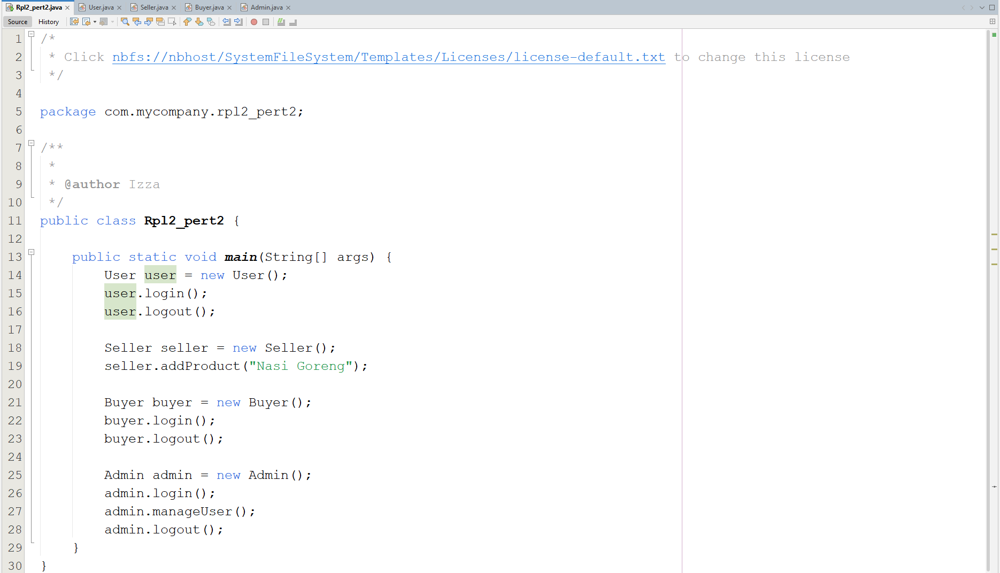 Rpl2_pert2.java User.java Seller.java Buyer.java Admin.java
Source History
1 /*
2 * Click nbfs://nbhost/SystemFileSystem/Templates/Licenses/license-default.txt to change this license
3 */
4
5 package com.mycompany.rpl2_pert2;
6
7 /**
8 *
9 * @author Izza
10 */
11 public class Rpl2_pert2 {
12
13 public static void main(String[] args) {
14 User user = new User();
15 user.login();
16 user.logout();
17
18 Seller seller = new Seller();
19 seller.addProduct("Nasi Goreng");
20
21 Buyer buyer = new Buyer();
22 buyer.login();
23 buyer.logout();
24
25 Admin admin = new Admin();
26 admin.login();
27 admin.manageUser();
28 admin.logout();
29 }
30 }